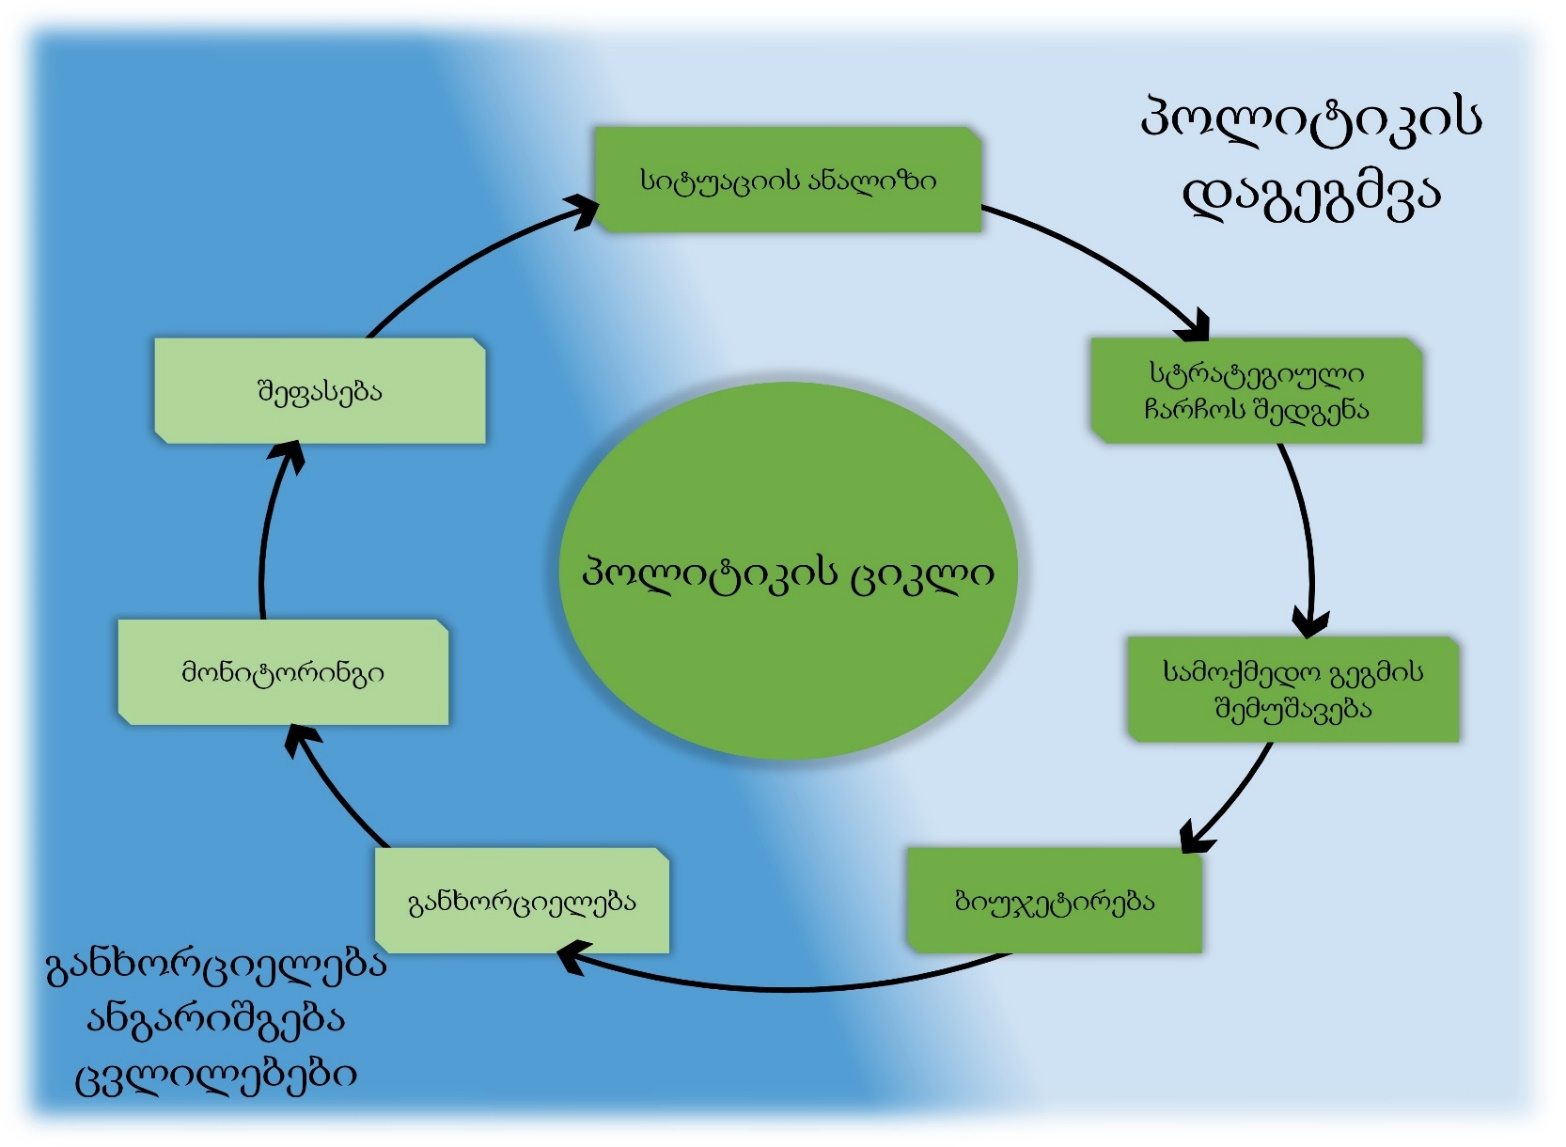 პოლიტიკის
დაგეგმვა
სიტუაციის ანალიზი
სტრატეგიული
ჩარჩოს შედგენა
სამოქმედო გეგმის
შემუშავება
ბიუჯეტირება
განხორციელება
მონიტორინგი
შეფასება
პოლიტიკის ციკლი
განხორციელება
ანგარიშგება
ცვლილებები